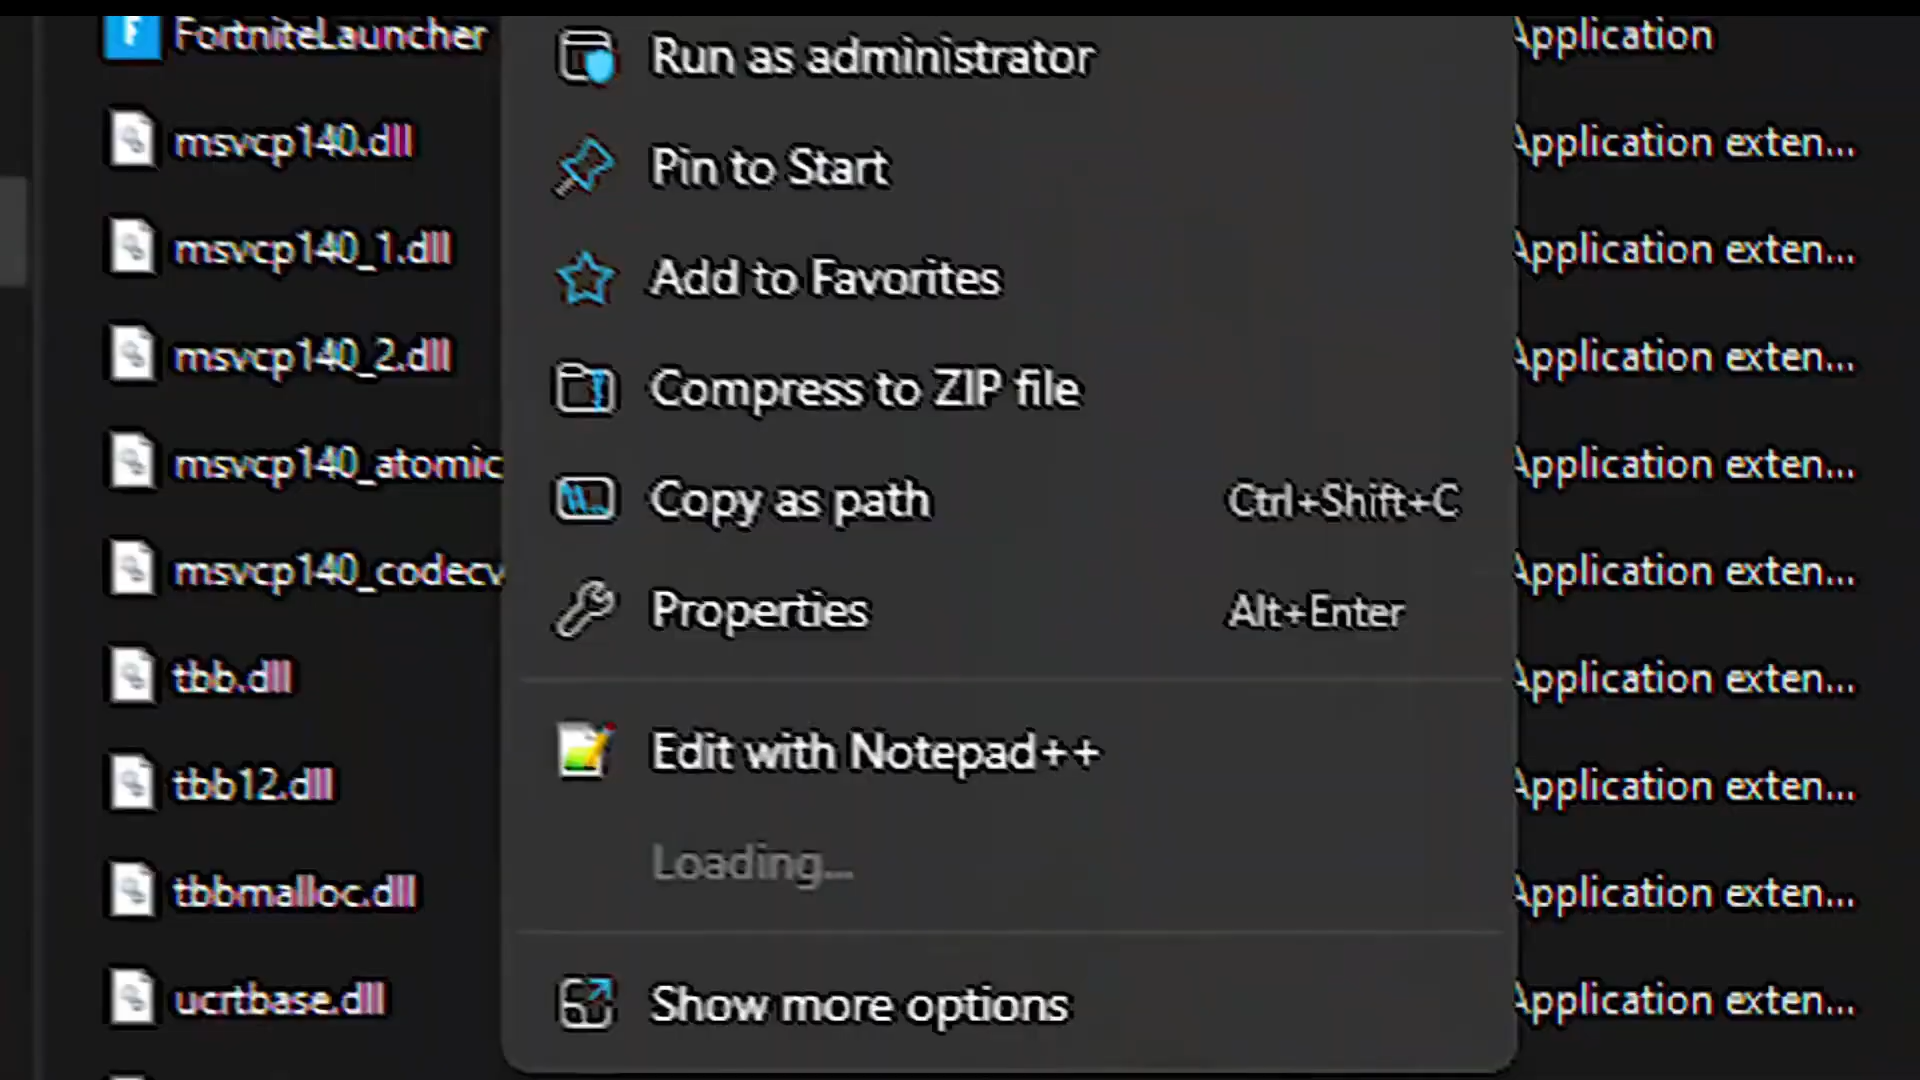 FortniteLauncher
msvcp140.dll
msvcp140_1.dll
msvcp140_2.dll
msvcp140_atomic
msvcp140_codecv
tbb.dll
tbb12.dll
tbbmalloc.dll
ucrtbase.dll
Run as administrator
Pin to Start
Add to Favorites
Compress to ZIP file
Copy as path Ctrl+Shift+C
Properties Alt+Enter
Edit with Notepad++
Loading...
Show more options
Application
Application exten...
Application exten...
Application exten...
Application exten...
Application exten...
Application exten...
Application exten...
Application exten...
Application exten...